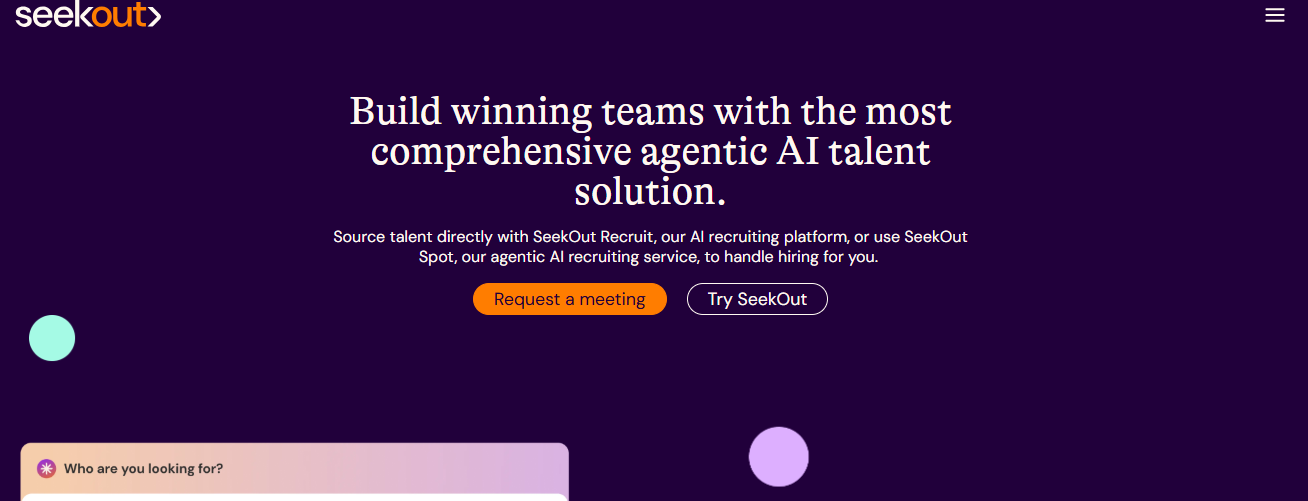 seekout>
Build winning teams with the most
comprehensive agentic AI talent
solution.
Source talent directly with SeekOut Recruit, our AI recruiting platform, or use SeekOut
Spot, our agentic AI recruiting service, to handle hiring for you.
Request a meeting
Try SeekOut
Who are you looking for?